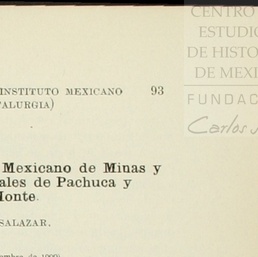 CENTRO
ESTUDIO
DE HISTO
DE MEXI
FUNDAC
Carlos
INSTITUTO MEXICANO 93
TALURGIA)
Mexicano de Minas y
ales de Pachuca y
Monte.
SALAZAR.